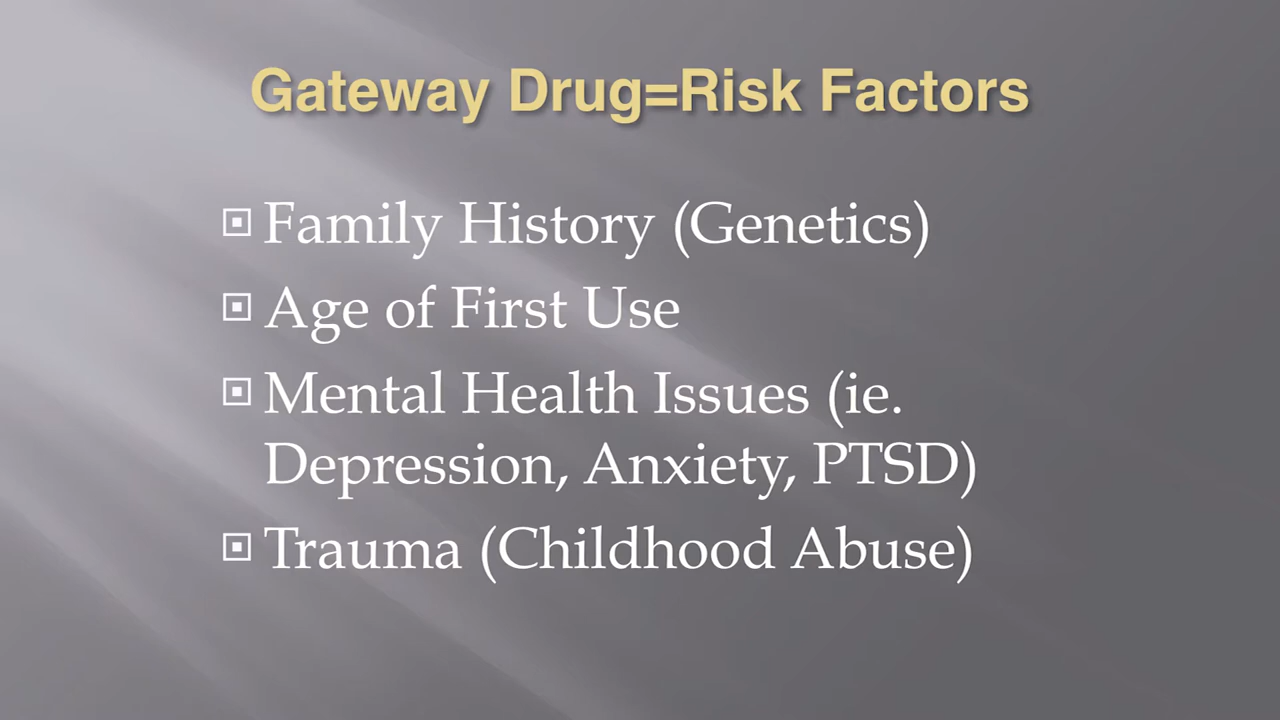 Gateway Drug=Risk Factors
Family History (Genetics)
Age of First Use
Mental Health Issues (ie.
Depression, Anxiety, PTSD)
Trauma (Childhood Abuse)